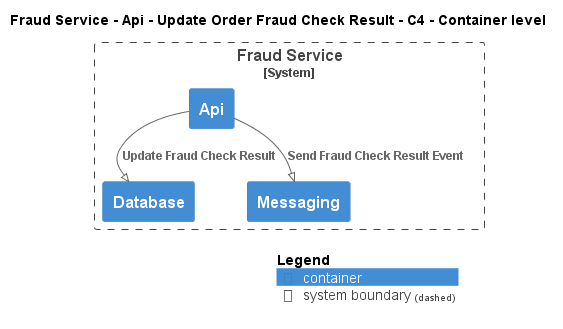 Fraud Service - Api - Update Order Fraud Check Result - C4 - Container level
Fraud Service
[System]
Api
Update Fraud Check Result
Send Fraud Check Result Event
Database
Messaging
Legend
container
system boundary (dashed)